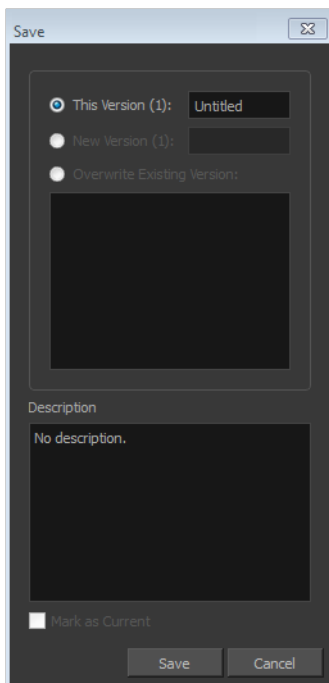 Save
This Version (1): Untitled
New Version (1):
Overwrite Existing Version:
Description
No description.
Mark as Current
Save Cancel